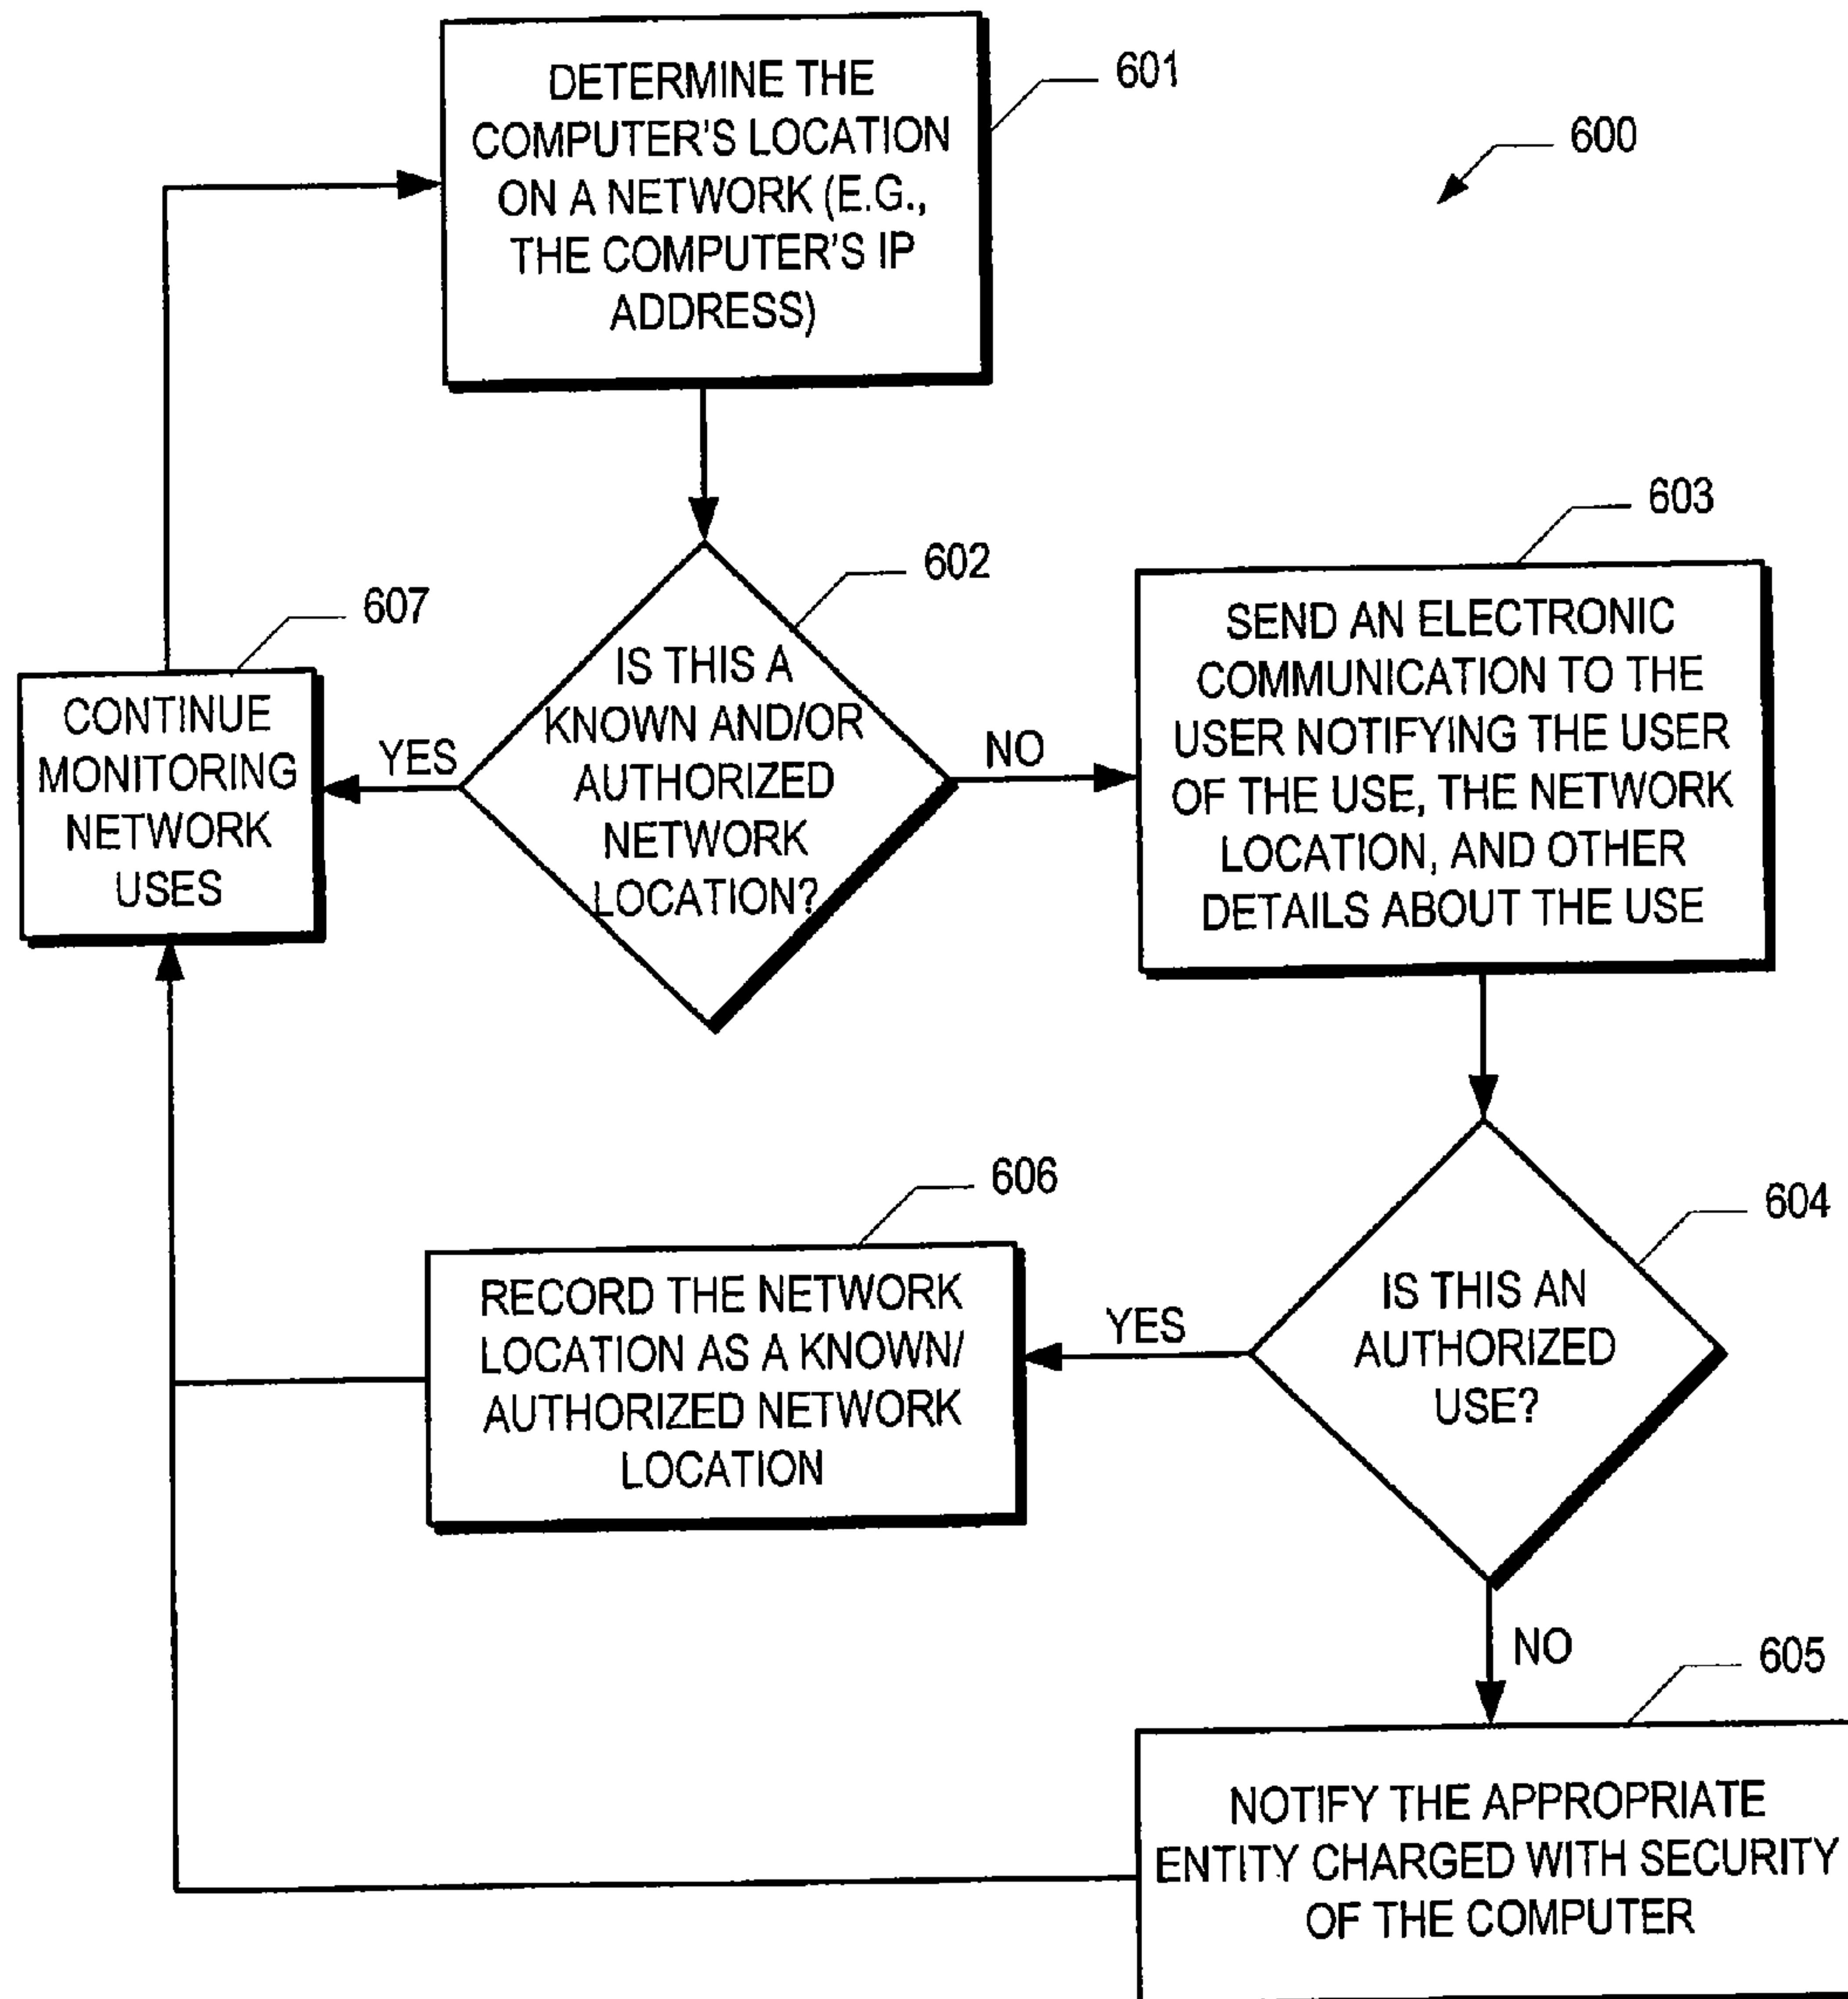 DETERMINE THE
COMPUTER'S LOCATION
ON A NETWORK (E.G.,
THE COMPUTER'S IP
ADDRESS)
601
600
602
IS THIS A
KNOWN AND/OR
AUTHORIZED
NETWORK
LOCATION?
YES
NO
607
CONTINUE
MONITORING
NETWORK
USES
603
SEND AN ELECTRONIC
COMMUNICATION TO THE
USER NOTIFYING THE USER
OF THE USE, THE NETWORK
LOCATION, AND OTHER
DETAILS ABOUT THE USE
604
IS THIS AN
AUTHORIZED
USE?
YES
NO
606
RECORD THE NETWORK
LOCATION AS A KNOWN/
AUTHORIZED NETWORK
LOCATION
605
NOTIFY THE APPROPRIATE
ENTITY CHARGED WITH SECURITY
OF THE COMPUTER